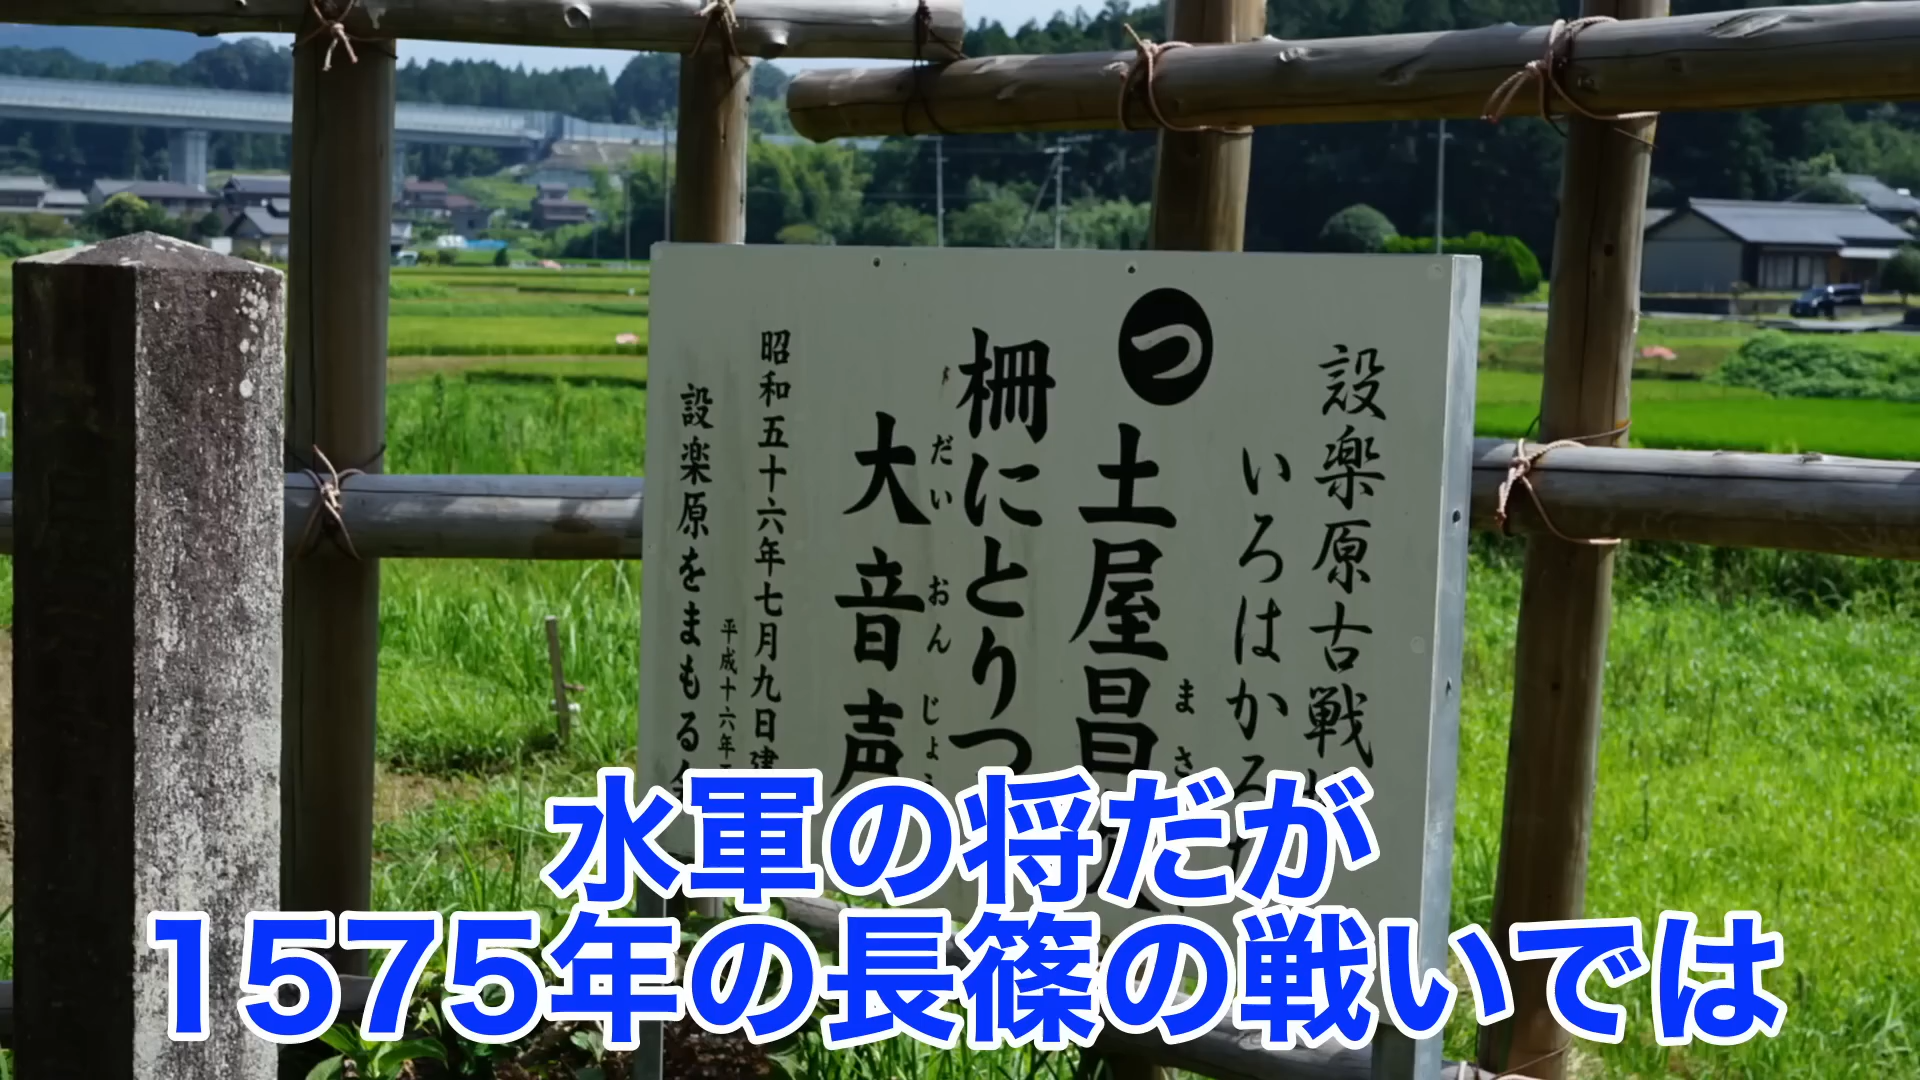 設楽原古戦
いろはかる
つ
土屋昌
まさ
柵にとりつ
だいおんじょ
大音声
昭和五十六年七月九日建
平成十六年
設楽原をまもる
水軍の将だが
1575年の長篠の戦いでは